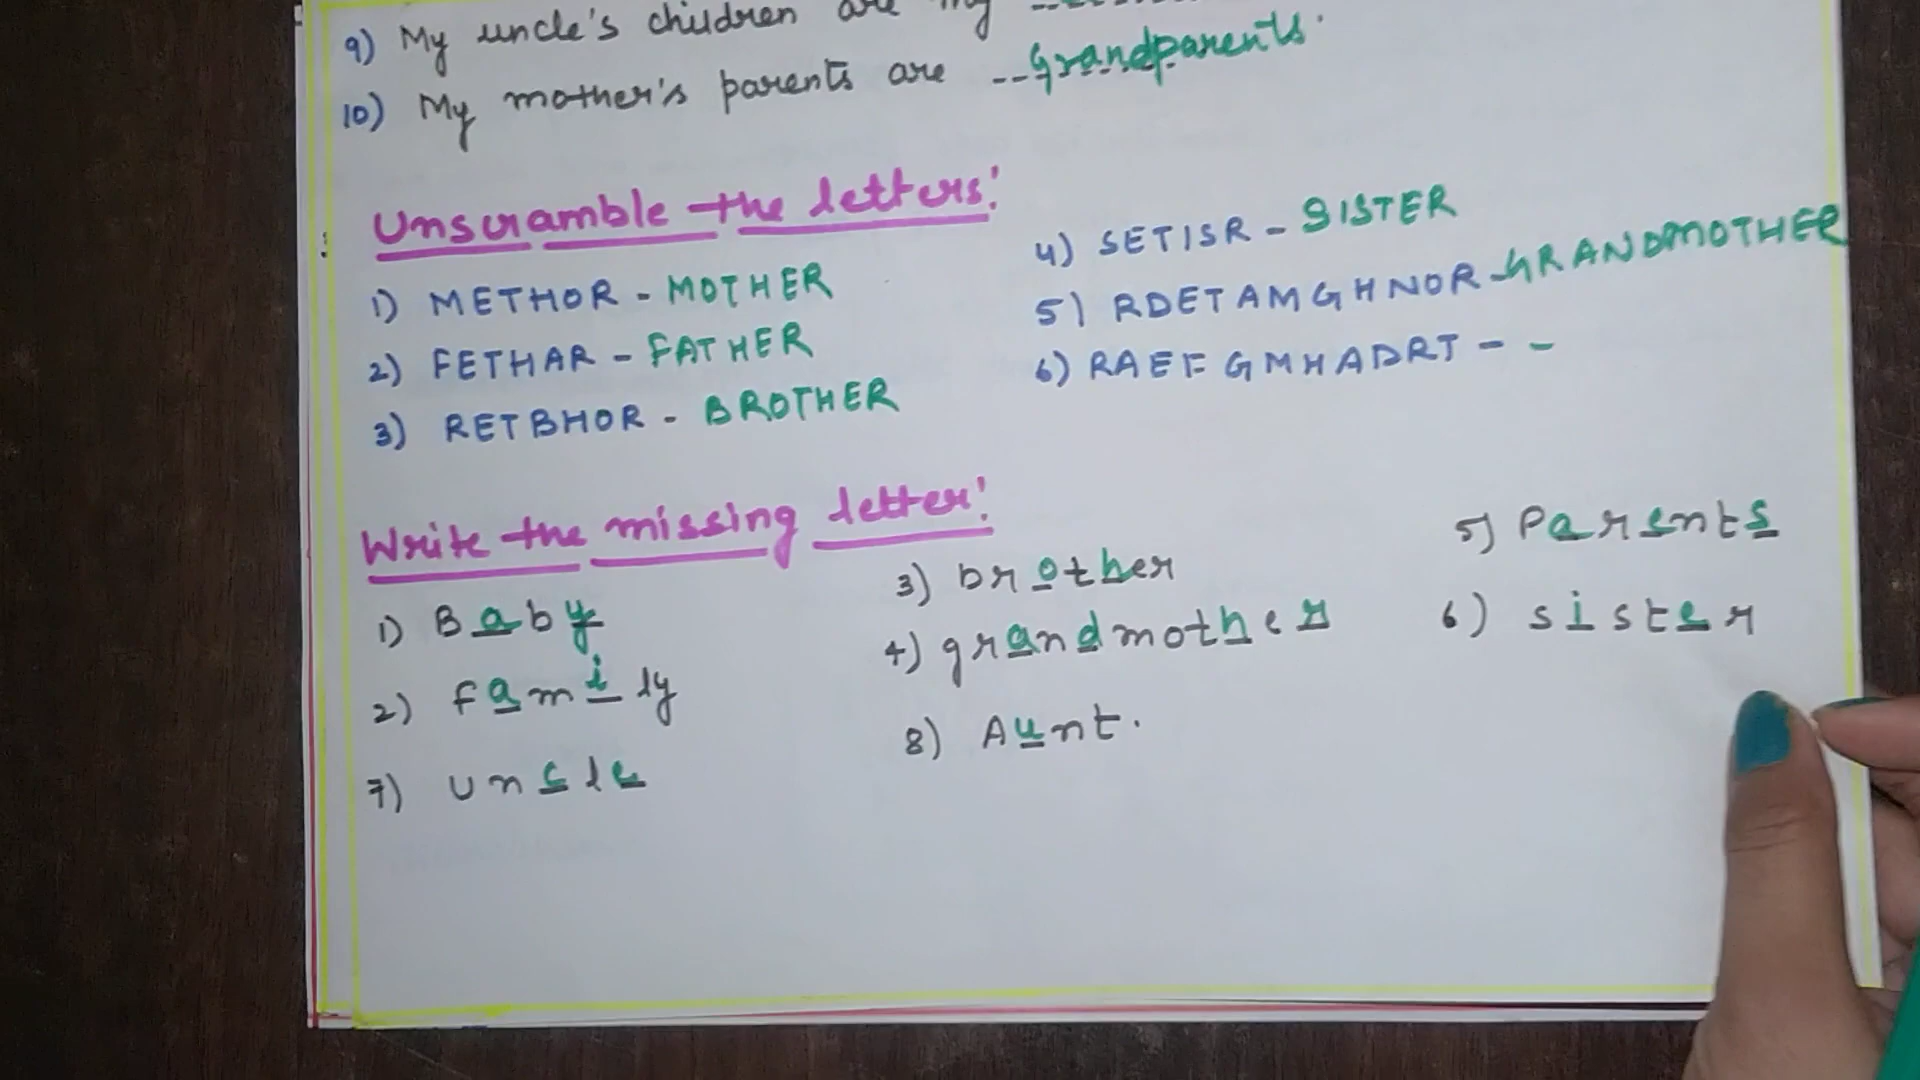 9) My uncle's children are my
10) My mother's parents are --Grandparents.
Unscramble the letters:
1) METHOR - MOTHER
2) FETHAR - FATHER
3) RETBHOR - BROTHER
4) SETISR - SISTER
5) RDETAMGHNOR - GRANDMOTHER
6) RAEFGMHADRT - -
Write the missing letter:
1) Baby
2) family
7) uncle
3) brother
4) grandmother
8) Aunt.
5) Parents
6) sister